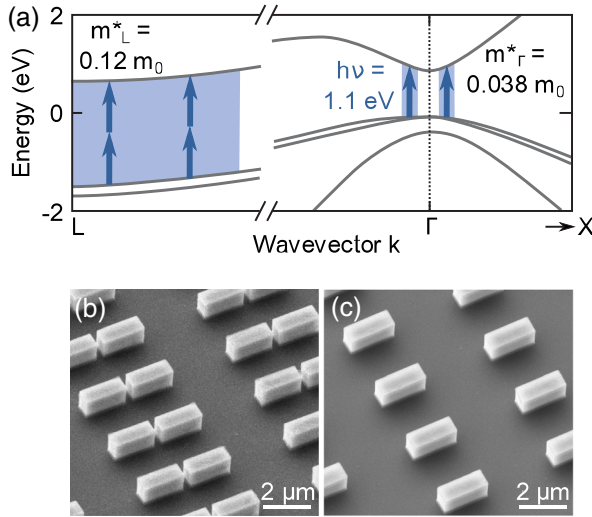 (a)
Energy (eV)
2
0
-2
m*L =
0.12 m0
hν =
1.1 eV
m*Γ =
0.038 m0
L
Γ
X
Wavevector k
(b)
2 μm
(c)
2 μm